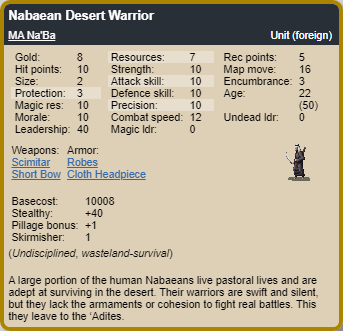 Nabaean Desert Warrior
MA Na'Ba Unit (foreign)
Gold: 8 Resources: 7 Rec points: 5
Hit points: 10 Strength: 10 Map move: 16
Size: 2 Attack skill: 10 Encumbrance: 3
Protection: 3 Defence skill: 10 Age: 22
Magic res: 10 Precision: 10 (50)
Morale: 10 Combat speed: 12 Undead ldr: 0
Leadership: 40 Magic ldr: 0
Weapons: Armor:
Scimitar Robes
Short Bow Cloth Headpiece
Basecost: 10008
Stealthy: +40
Pillage bonus: +1
Skirmisher: 1
(Undisciplined, wasteland-survival)
A large portion of the human Nabaeans live pastoral lives and are
adept at surviving in the desert. Their warriors are swift and silent,
but they lack the armaments or cohesion to fight real battles. This
they leave to the ‘Adites.